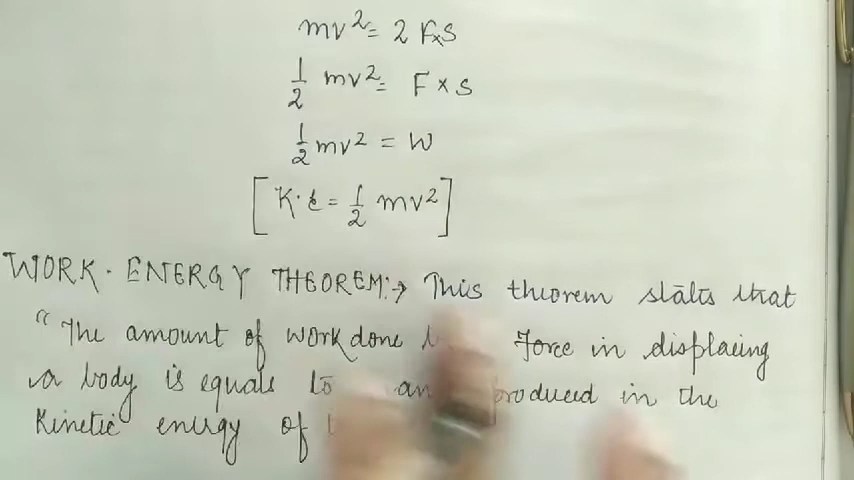 mv² = 2 F×S
1/2 mv² = F × S
1/2 mv² = W
[K.E = 1/2 mv²]
WORK. ENERGY THEOREM:→ This theorem states that
"The amount of work done Force in displacing
a body is equals to produced in the
Kinetic energy of